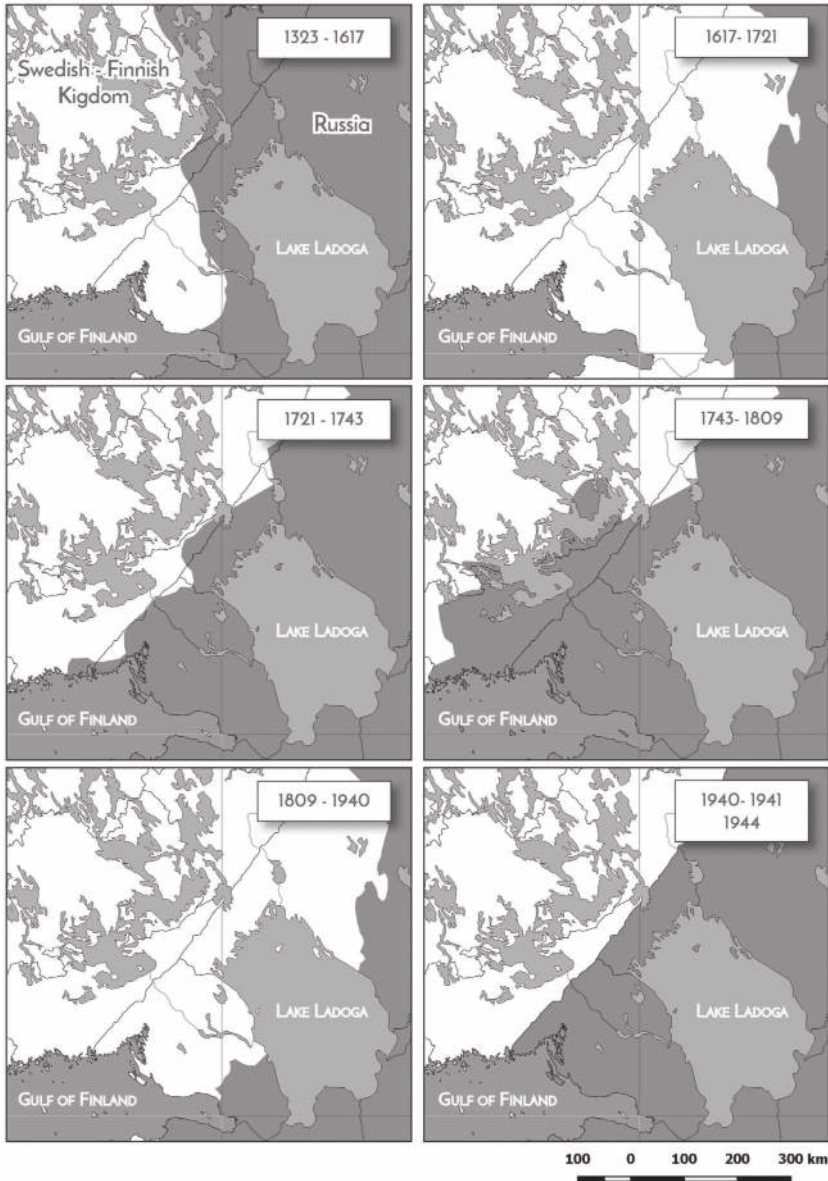 1323 - 1617
Swedish - Finnish
Kigdom
Russia
LAKE LADOGA
GULF OF FINLAND
1617- 1721
LAKE LADOGA
GULF OF FINLAND
1721 - 1743
LAKE LADOGA
GULF OF FINLAND
1743- 1809
LAKE LADOGA
GULF OF FINLAND
1809 - 1940
LAKE LADOGA
GULF OF FINLAND
1940- 1941
1944
LAKE LADOGA
GULF OF FINLAND
100 0 100 200 300 km